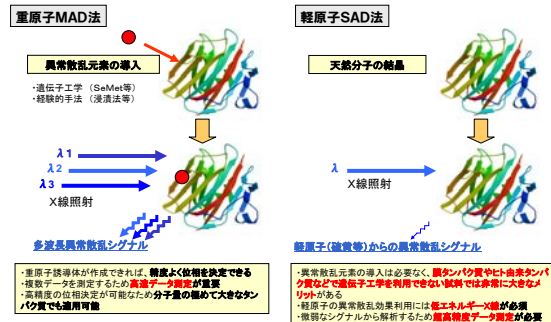 重原子MAD法
異常散乱元素の導入
・遺伝子工学 (SeMet等)
・経験的手法 (浸漬法等)
λ1
λ2
λ3
X線照射
多波長異常散乱シグナル
・重原子誘導体が作成できれば、精度よく位相を決定できる
・複数データを測定するため高速データ測定が重要
・高精度の位相決定が可能なため分子量の極めて大きなタン
パク質でも適用可能
軽原子SAD法
天然分子の結晶
λ
X線照射
軽原子(硫黄等)からの異常散乱シグナル
・異常散乱元素の導入は必要なく、膜タンパク質やヒト由来タンパ
ク質などで遺伝子工学を利用できない試料では非常に大きなメ
リットがある
・軽原子の異常散乱効果利用には低エネルギーX線が必須
・微弱なシグナルから解析するため超高精度データ測定が必要